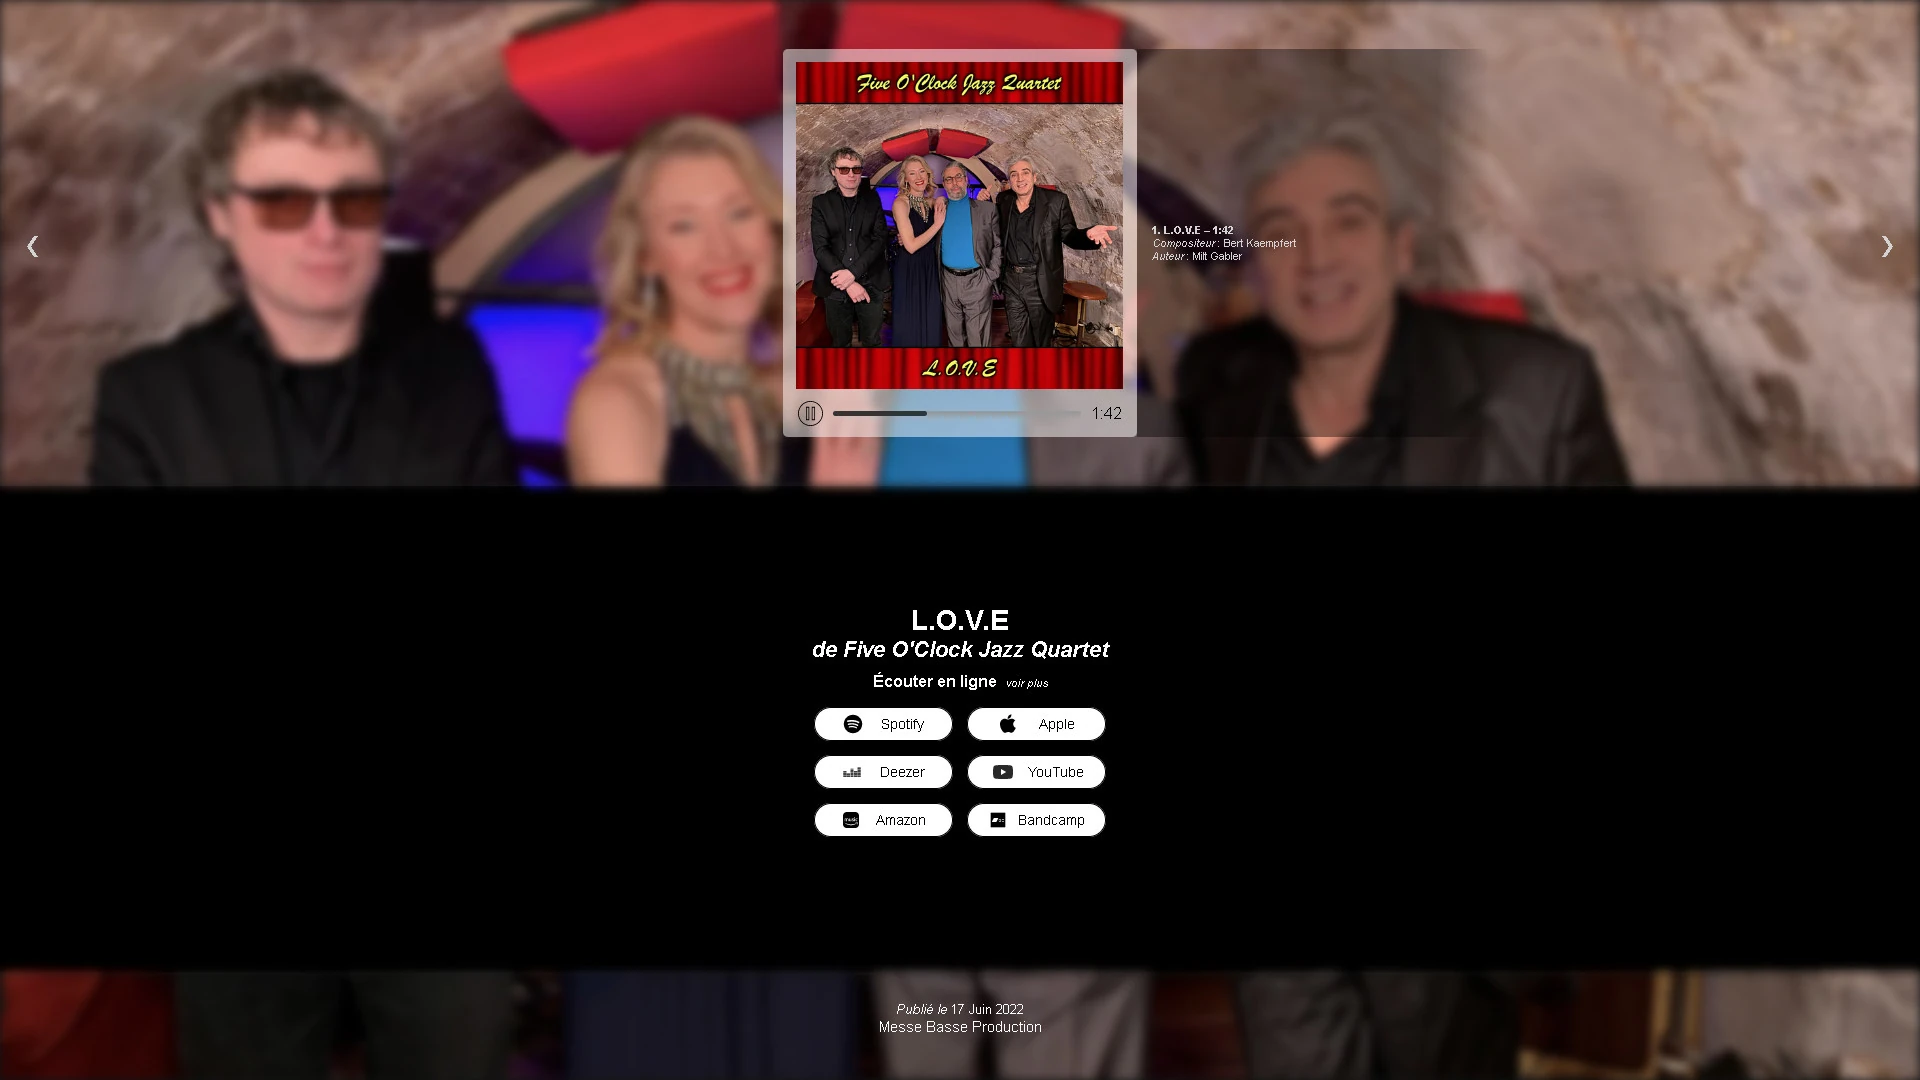 Five O'Clock Jazz Quartet
L.O.V.E
1:42
1. L.O.V.E – 1:42
Compositeur : Bert Kaempfert
Auteur : Milt Gabler
❮
❯
L.O.V.E
de Five O'Clock Jazz Quartet
Écouter en ligne voir plus
Spotify
Apple
Deezer
YouTube
music
Amazon
Bandcamp
Publié le 17 Juin 2022
Messe Basse Production